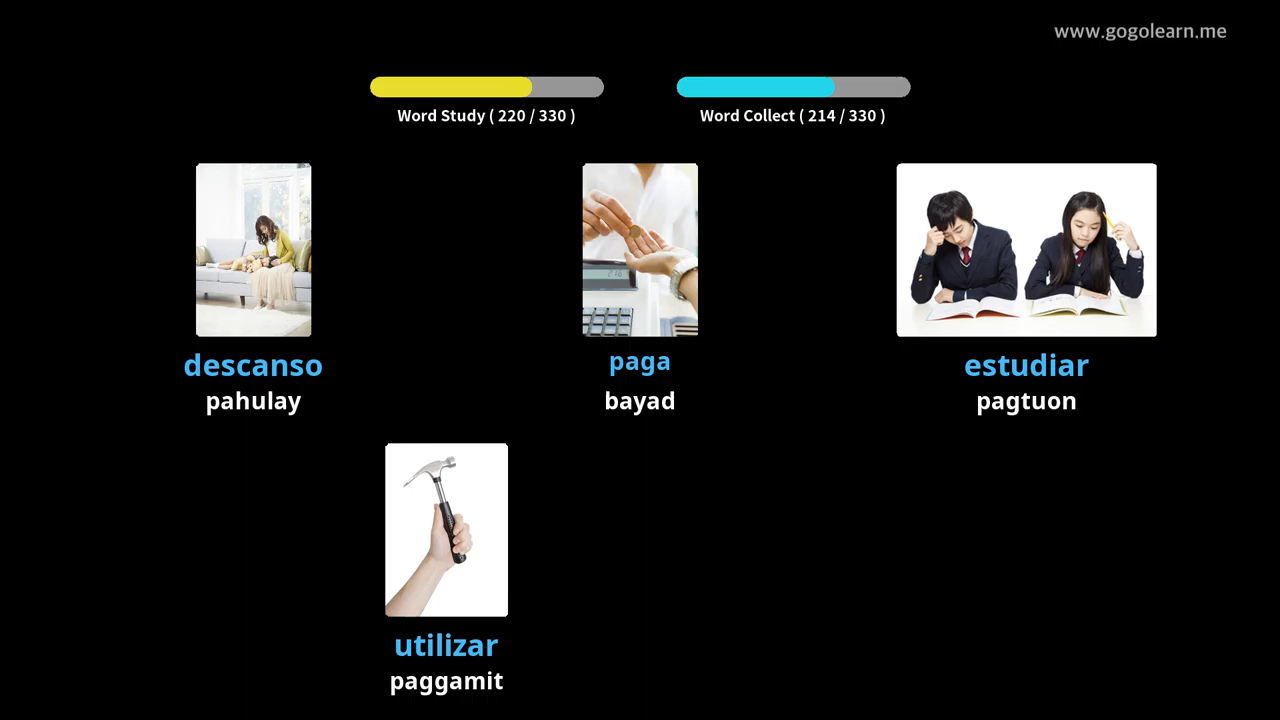 www.gogolearn.me
Word Study ( 220 / 330 )
Word Collect ( 214 / 330 )
descanso
pahulay
paga
bayad
estudiar
pagtuon
utilizar
paggamit